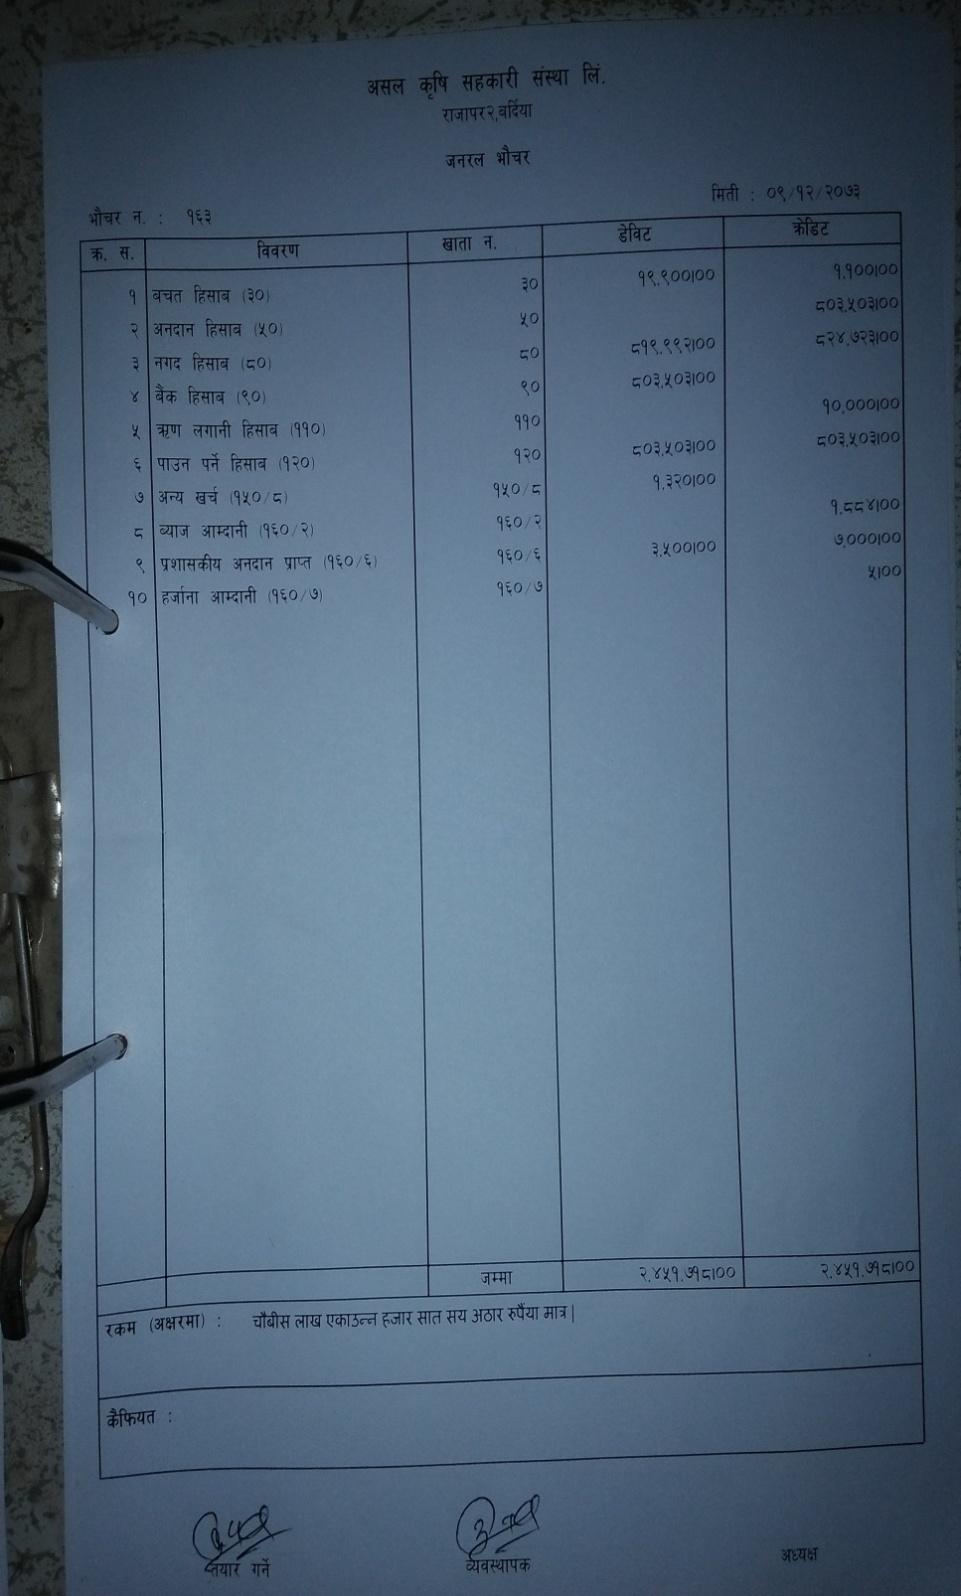 असल कृषि सहकारी संस्था लिं.
राजापर २,बर्दिया
जनरल भौचर
मिती : ०९/१२/२०७३
भौचर न. : १६३
क्र. स. विवरण खाता न. डेविट क्रेडिट
१ बचत हिसाब (३०) ३० १९,९००|०० १,१००|००
२ अनदान हिसाब (५०) ५० ८०३,५०३|००
३ नगद हिसाब (८०) ८० ८१९,९९२|०० ८२४,७२३|००
४ बैंक हिसाब (९०) ९० ८०३,५०३|००
५ ऋण लगानी हिसाब (११०) ११० १०,०००|००
६ पाउन पर्ने हिसाब (१२०) १२० ८०३,५०३|०० ८०३,५०३|००
७ अन्य खर्च (१५०/८) १५०/८ १,३२०|००
८ ब्याज आम्दानी (१६०/२) १६०/२ १,८८४|००
९ प्रशासकीय अनदान प्राप्त (१६०/६) १६०/६ ३,५००|०० ७,०००|००
१० हर्जाना आम्दानी (१६०/७) १६०/७ ५|००
जम्मा २,४५१,७१८|०० २,४५१,७१८|००
रकम (अक्षरमा) : चौबीस लाख एकाउन्न हजार सात सय अठार रुपैंया मात्र|
कैफियत :
तयार गर्ने व्यवस्थापक अध्यक्ष